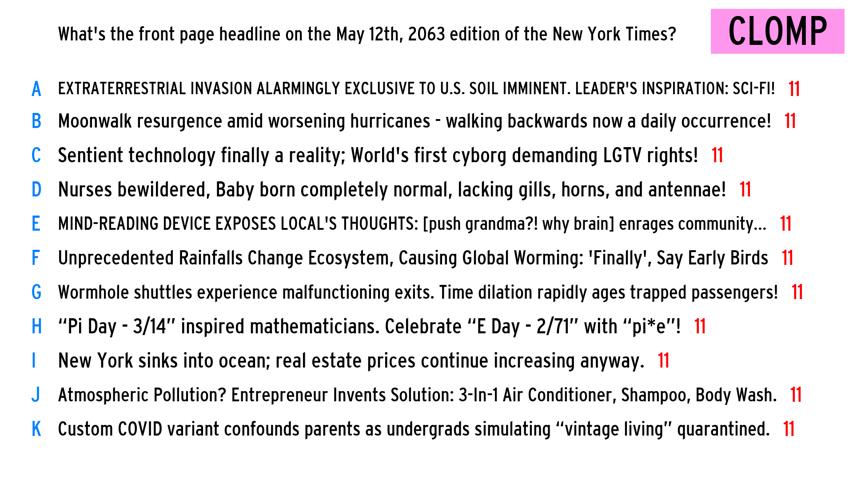 What's the front page headline on the May 12th, 2063 edition of the New York Times?
CLOMP
A EXTRATERRESTRIAL INVASION ALARMINGLY EXCLUSIVE TO U.S. SOIL IMMINENT. LEADER'S INSPIRATION: SCI-FI! 11
B Moonwalk resurgence amid worsening hurricanes - walking backwards now a daily occurrence! 11
C Sentient technology finally a reality; World's first cyborg demanding LGTV rights! 11
D Nurses bewildered, Baby born completely normal, lacking gills, horns, and antennae! 11
E MIND-READING DEVICE EXPOSES LOCAL'S THOUGHTS: [push grandma?! why brain] enrages community... 11
F Unprecedented Rainfalls Change Ecosystem, Causing Global Worming: 'Finally', Say Early Birds 11
G Wormhole shuttles experience malfunctioning exits. Time dilation rapidly ages trapped passengers! 11
H “Pi Day - 3/14” inspired mathematicians. Celebrate “E Day - 2/71” with “pi*e”! 11
I New York sinks into ocean; real estate prices continue increasing anyway. 11
J Atmospheric Pollution? Entrepreneur Invents Solution: 3-In-1 Air Conditioner, Shampoo, Body Wash. 11
K Custom COVID variant confounds parents as undergrads simulating “vintage living” quarantined. 11